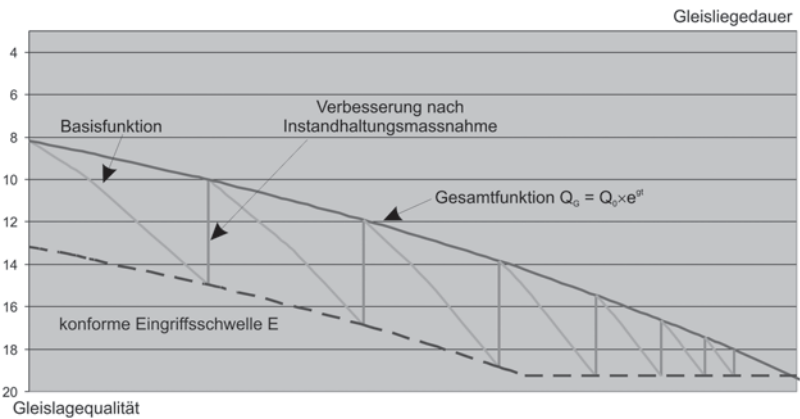 Gleisliegedauer
4
6
Verbesserung nach
Instandhaltungsmassnahme
Basisfunktion
8
10
Gesamtfunktion Q_G = Q_0×e^gt
12
14
16
konforme Eingriffsschwelle E
18
20
Gleislagequalität